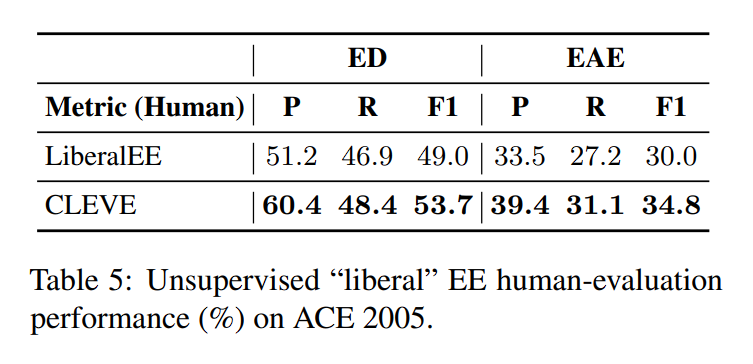 ED EAE
Metric (Human) P R F1 P R F1
LiberalEE 51.2 46.9 49.0 33.5 27.2 30.0
CLEVE 60.4 48.4 53.7 39.4 31.1 34.8
Table 5: Unsupervised “liberal” EE human-evaluation
performance (%) on ACE 2005.